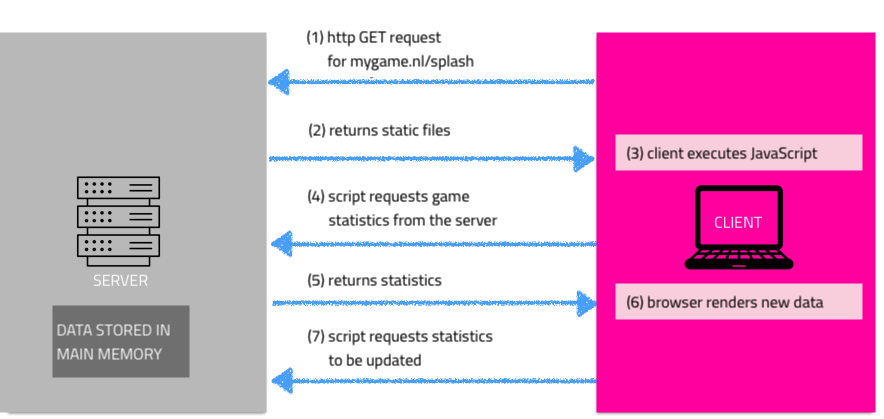 (1) http GET request
for mygame.nl/splash
(2) returns static files
(3) client executes JavaScript
(4) script requests game
statistics from the server
CLIENT
SERVER
(5) returns statistics
(6) browser renders new data
DATA STORED IN
MAIN MEMORY
(7) script requests statistics
to be updated